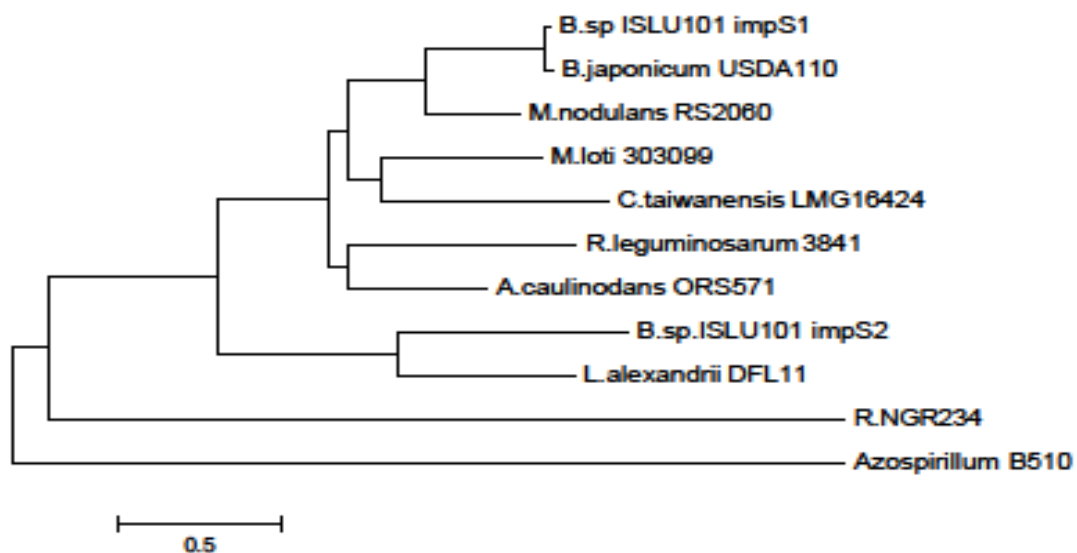 B.sp ISLU101 impS1
B.japonicum USDA110
M.nodulans RS2060
M.loti 303099
C.taiwanensis LMG16424
R.leguminosarum 3841
A.caulinodans ORS571
B.sp.ISLU101 impS2
L.alexandrii DFL11
R.NGR234
Azospirillum B510
0.5